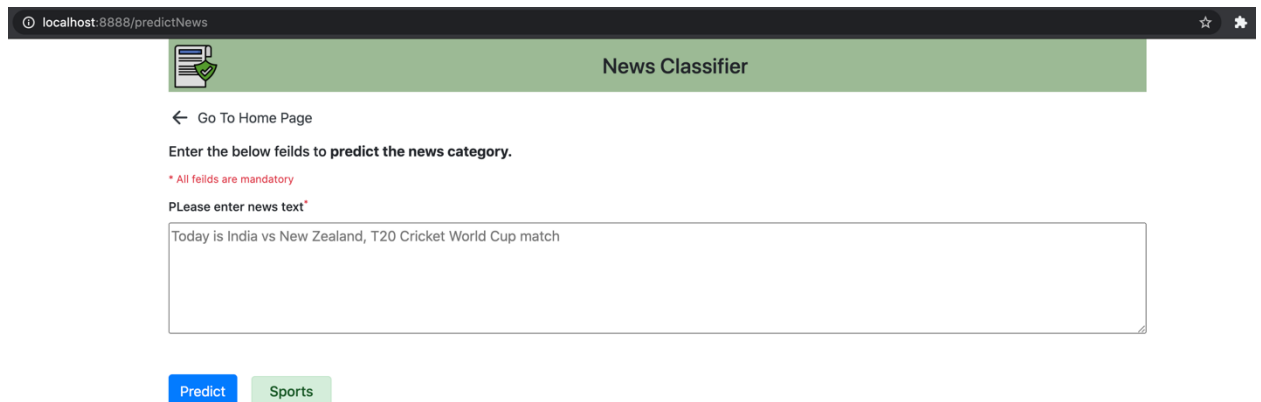 localhost:8888/predictNews
News Classifier
Go To Home Page
Enter the below feilds to predict the news category.
* All feilds are mandatory
PLease enter news text*
Today is India vs New Zealand, T20 Cricket World Cup match
Predict Sports